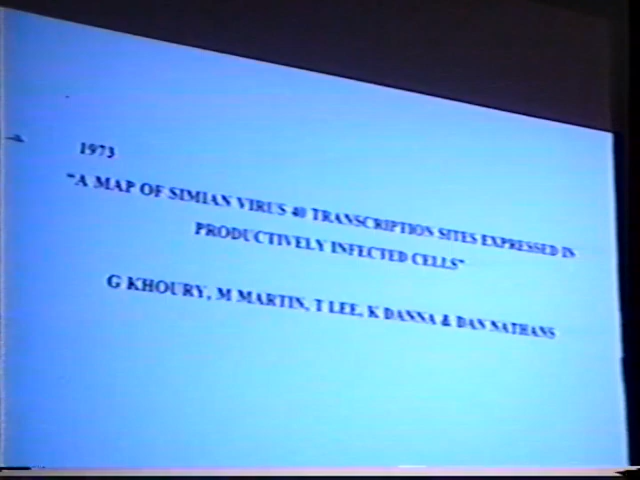 1973
"A MAP OF SIMIAN VIRUS 40 TRANSCRIPTION SITES EXPRESSED IN
PRODUCTIVELY INFECTED CELLS"
G KHOURY, M MARTIN, T LEE, K DANNA & DAN NATHANS